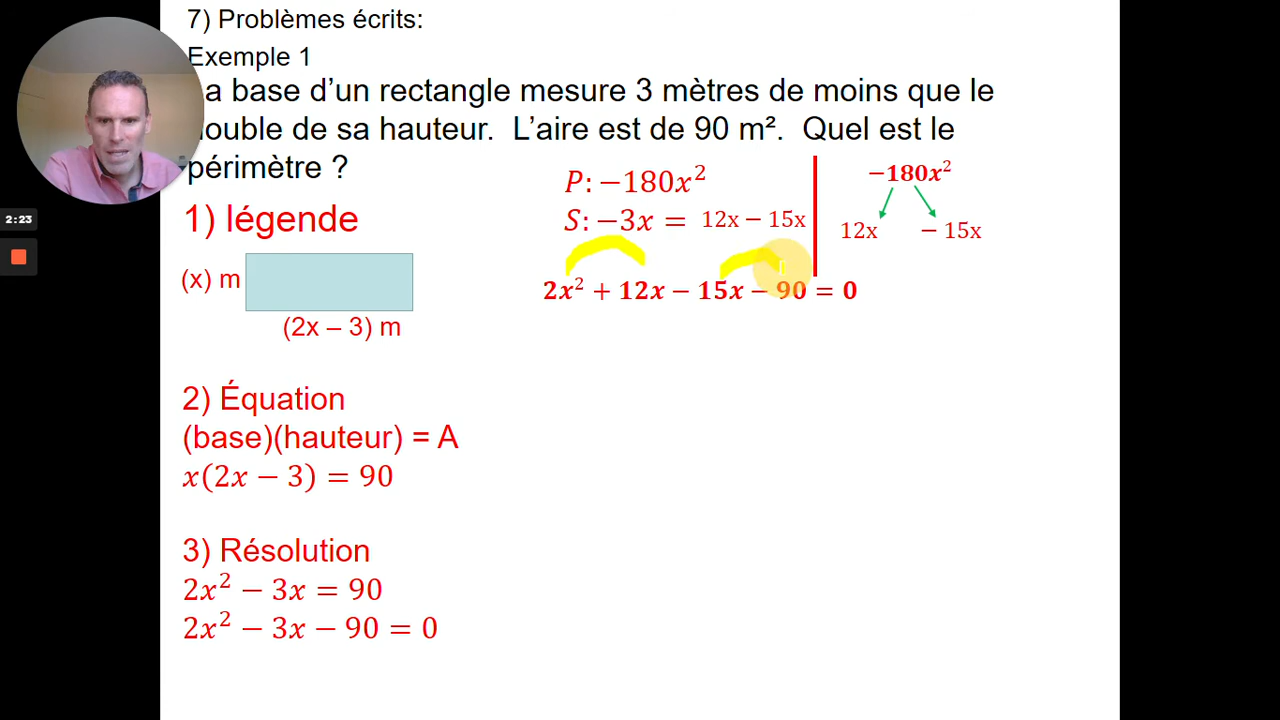 7) Problèmes écrits:
Exemple 1
a base d'un rectangle mesure 3 mètres de moins que le
double de sa hauteur. L'aire est de 90 m². Quel est le
périmètre ?
1) légende
(x) m
(2x – 3) m
2) Équation
(base)(hauteur) = A
x(2x − 3) = 90
3) Résolution
2x² − 3x = 90
2x² − 3x − 90 = 0
P: −180x²
S: −3x = 12x − 15x
2x² + 12x − 15x − 90 = 0
−180x²
12x − 15x
2:23